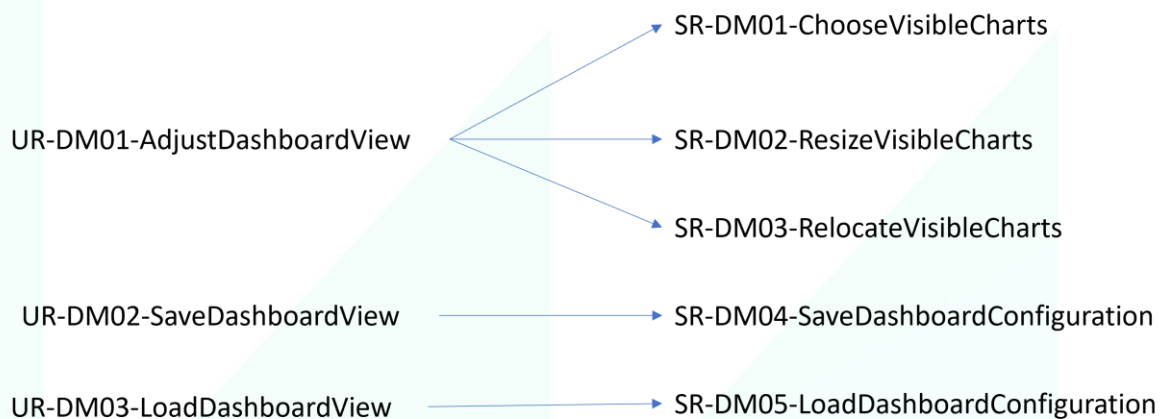 SR-DM01-ChooseVisibleCharts
UR-DM01-AdjustDashboardView
SR-DM02-ResizeVisibleCharts
SR-DM03-RelocateVisibleCharts
UR-DM02-SaveDashboardView
SR-DM04-SaveDashboardConfiguration
UR-DM03-LoadDashboardView
SR-DM05-LoadDashboardConfiguration